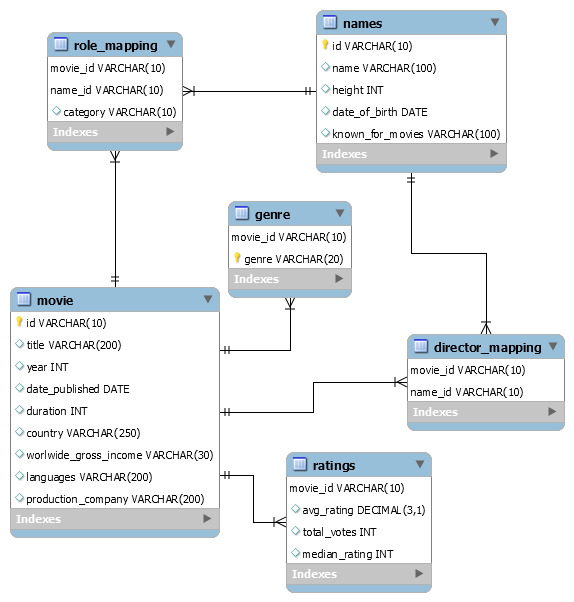 role_mapping
movie_id VARCHAR(10)
name_id VARCHAR(10)
category VARCHAR(10)
Indexes
names
id VARCHAR(10)
name VARCHAR(100)
height INT
date_of_birth DATE
known_for_movies VARCHAR(100)
Indexes
genre
movie_id VARCHAR(10)
genre VARCHAR(20)
Indexes
movie
id VARCHAR(10)
title VARCHAR(200)
year INT
date_published DATE
duration INT
country VARCHAR(250)
worlwide_gross_income VARCHAR(30)
languages VARCHAR(200)
production_company VARCHAR(200)
Indexes
director_mapping
movie_id VARCHAR(10)
name_id VARCHAR(10)
Indexes
ratings
movie_id VARCHAR(10)
avg_rating DECIMAL(3,1)
total_votes INT
median_rating INT
Indexes